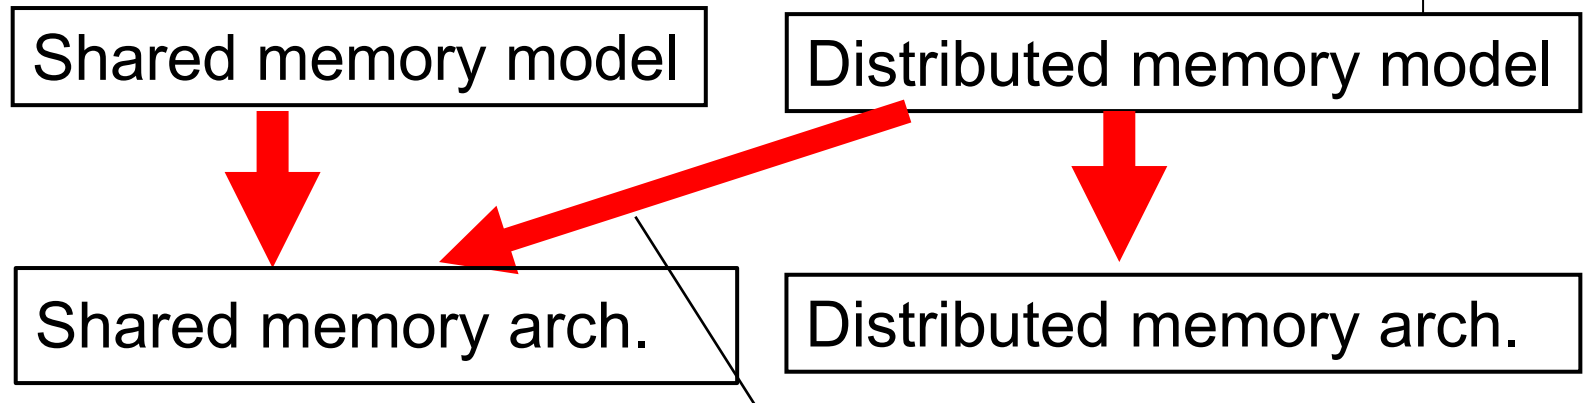 Shared memory model
Distributed memory model
Shared memory arch.
Distributed memory arch.